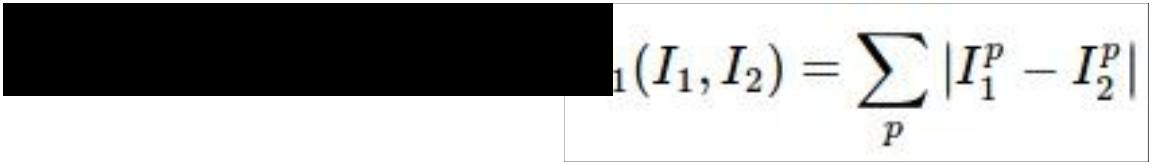 ₁(I₁, I₂) = ∑ₚ |I₁ᵖ − I₂ᵖ|